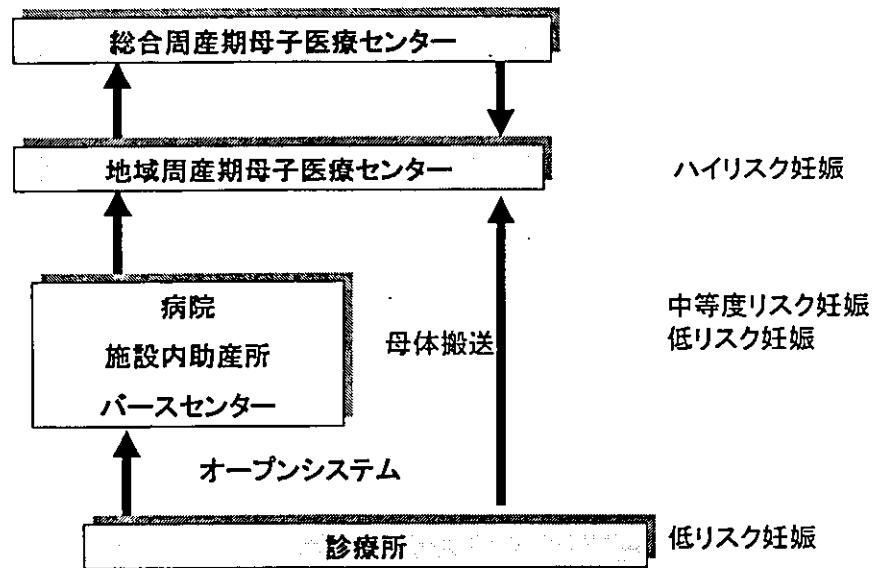 総合周産期母子医療センター
地域周産期母子医療センター
ハイリスク妊娠
病院
施設内助産所
バースセンター
母体搬送
中等度リスク妊娠
低リスク妊娠
オープンシステム
診療所
低リスク妊娠